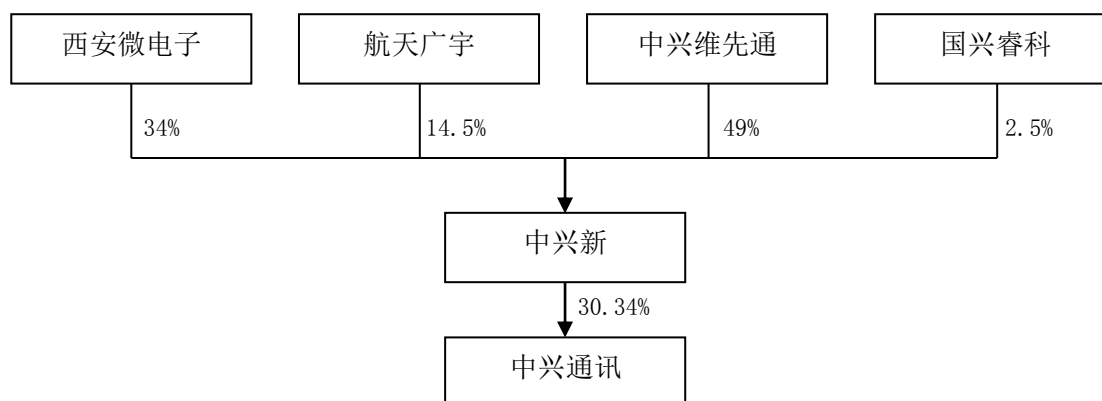 西安微电子
航天广宇
中兴维先通
国兴睿科
34%
14.5%
49%
2.5%
中兴新
30.34%
中兴通讯